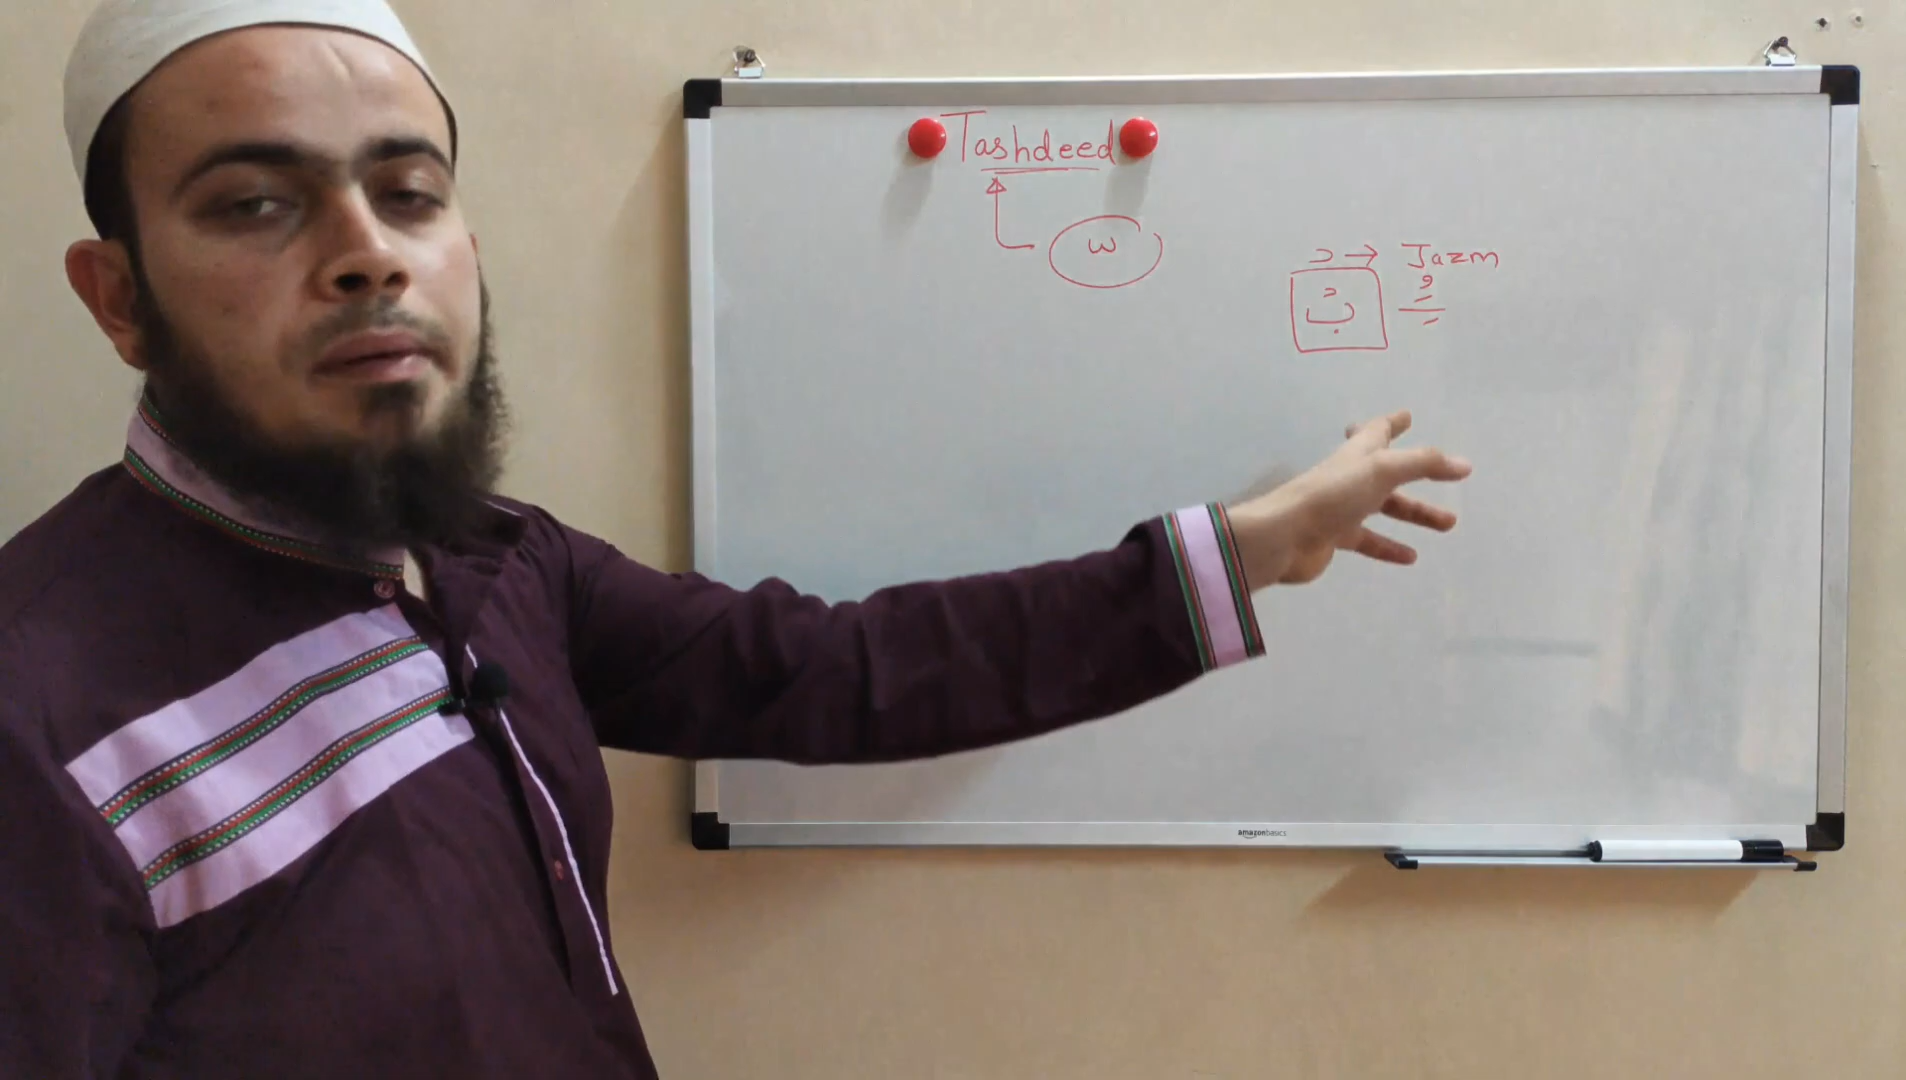 Tashdeed
ّ
ْ → Jazm
بْ
amazonbasics